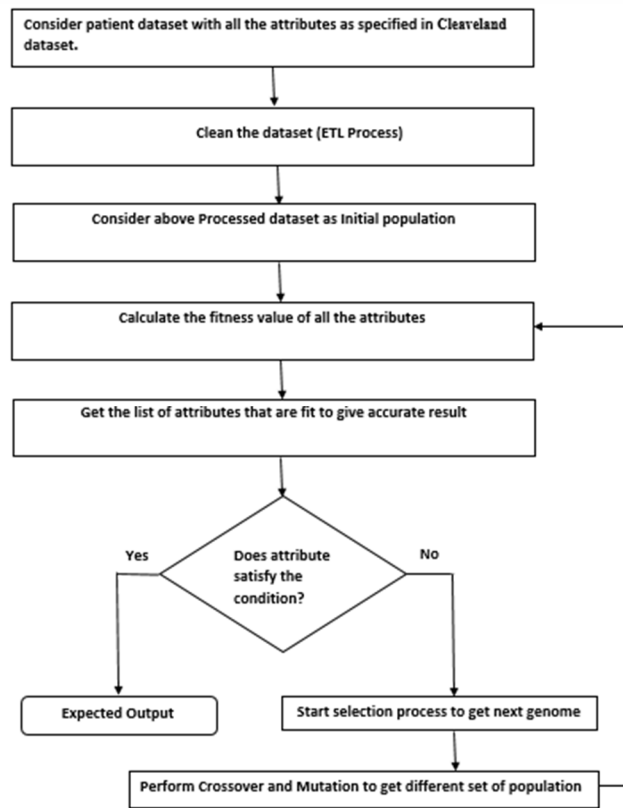 Consider patient dataset with all the attributes as specified in Cleaveland
dataset.
Clean the dataset (ETL Process)
Consider above Processed dataset as Initial population
Calculate the fitness value of all the attributes
Get the list of attributes that are fit to give accurate result
Yes
Does attribute
satisfy the
condition?
No
Expected Output
Start selection process to get next genome
Perform Crossover and Mutation to get different set of population